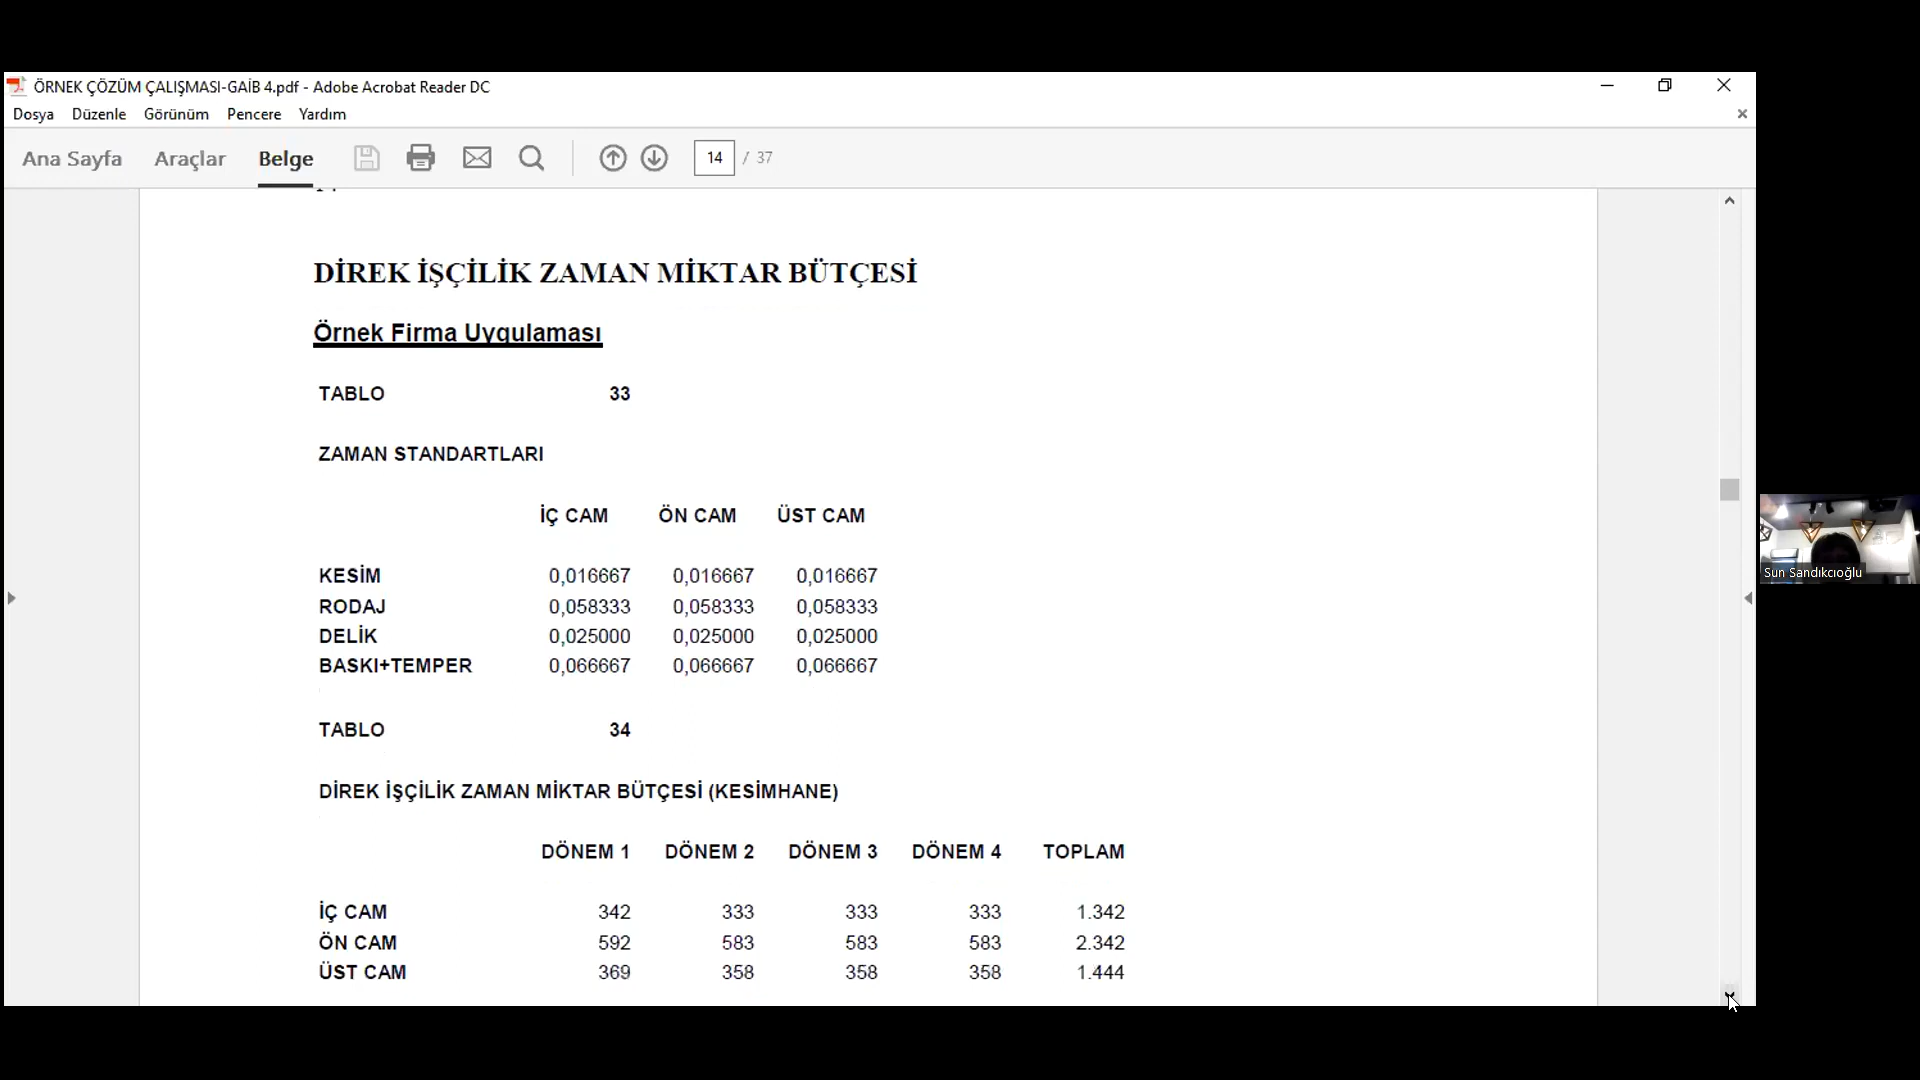 ÖRNEK ÇÖZÜM ÇALIŞMASI-GAİB 4.pdf - Adobe Acrobat Reader DC
Dosya Düzenle Görünüm Pencere Yardım
Ana Sayfa Araçlar Belge 14 / 37
DİREK İŞÇİLİK ZAMAN MİKTAR BÜTÇESİ
Örnek Firma Uygulaması
TABLO 33
ZAMAN STANDARTLARI
İÇ CAM ÖN CAM ÜST CAM
KESİM 0,016667 0,016667 0,016667
RODAJ 0,058333 0,058333 0,058333
DELİK 0,025000 0,025000 0,025000
BASKI+TEMPER 0,066667 0,066667 0,066667
TABLO 34
DİREK İŞÇİLİK ZAMAN MİKTAR BÜTÇESİ (KESİMHANE)
DÖNEM 1 DÖNEM 2 DÖNEM 3 DÖNEM 4 TOPLAM
İÇ CAM 342 333 333 333 1.342
ÖN CAM 592 583 583 583 2.342
ÜST CAM 369 358 358 358 1.444
Sun Sandıkcıoğlu